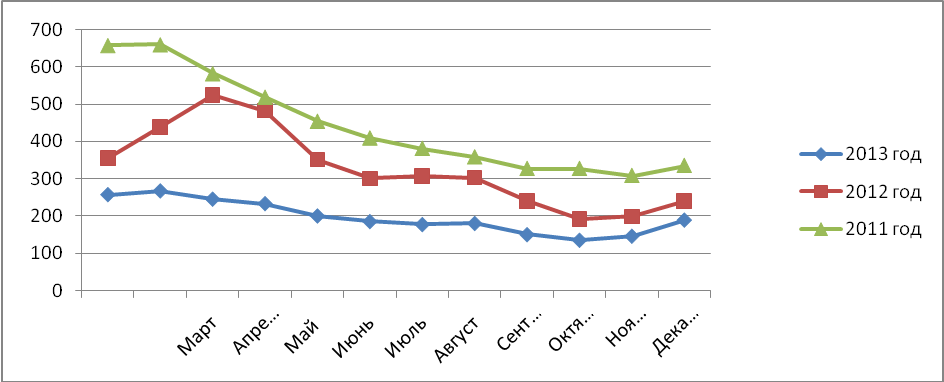 700
600
500
400
300
200
100
0
Март
Апре...
Май
Июнь
Июль
Август
Сент...
Октя...
Ноя...
Дека...
2013 год
2012 год
2011 год